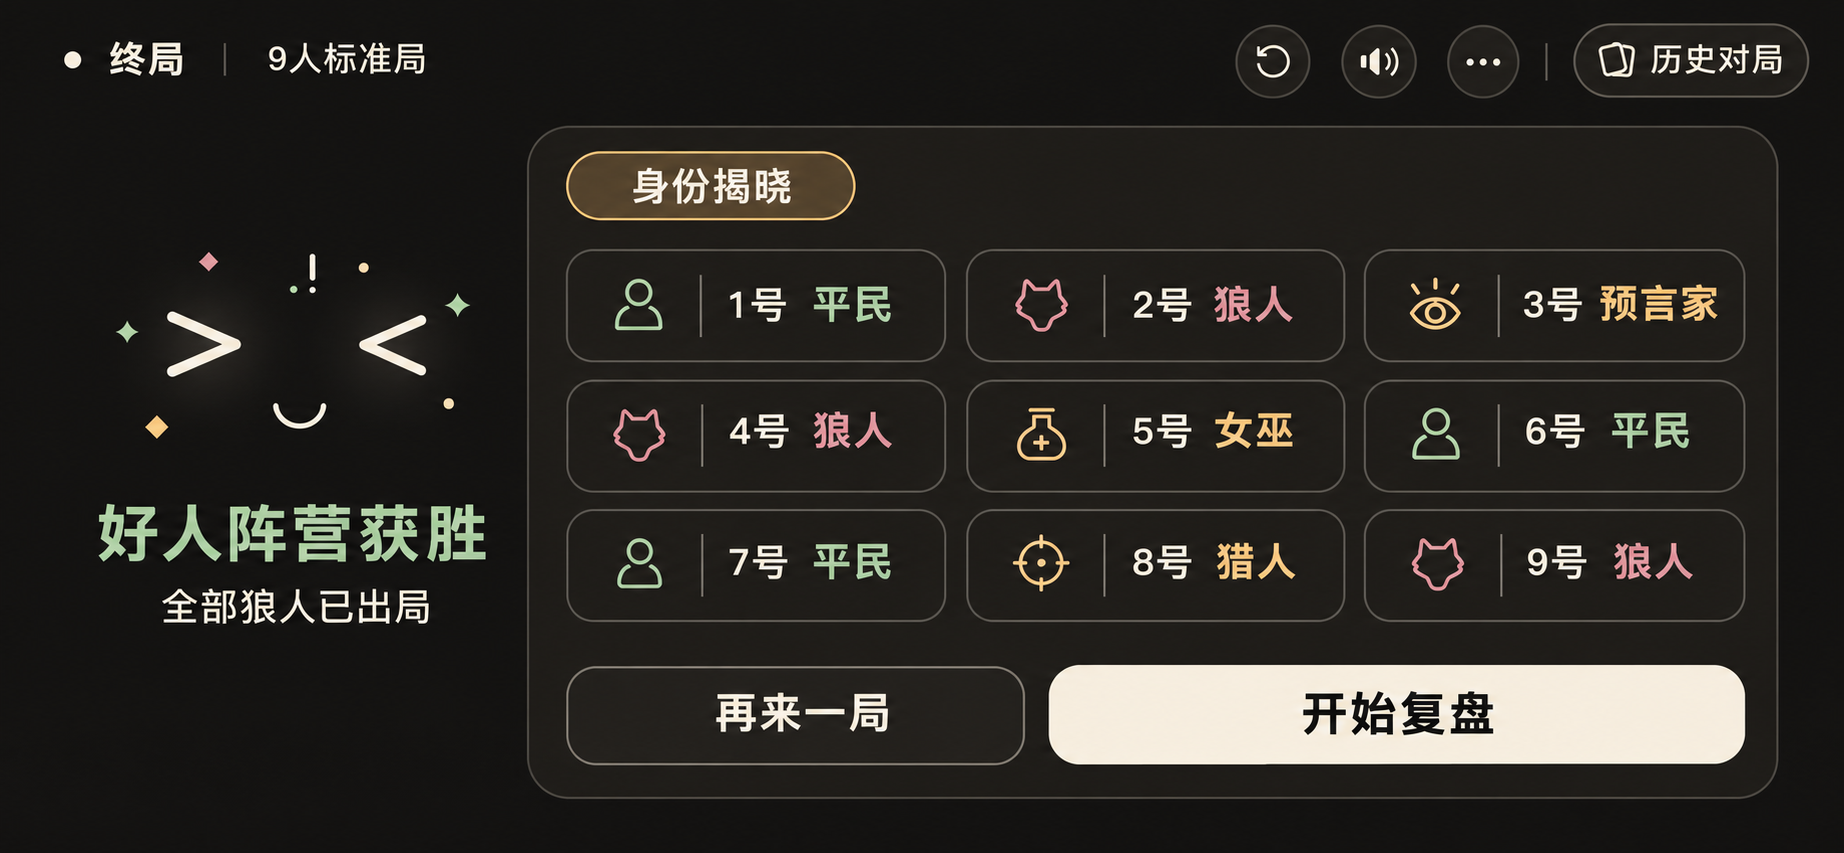 终局
9人标准局
历史对局
身份揭晓
1号 平民
2号 狼人
3号 预言家
4号 狼人
5号 女巫
6号 平民
7号 平民
8号 猎人
9号 狼人
好人阵营获胜
全部狼人已出局
再来一局
开始复盘